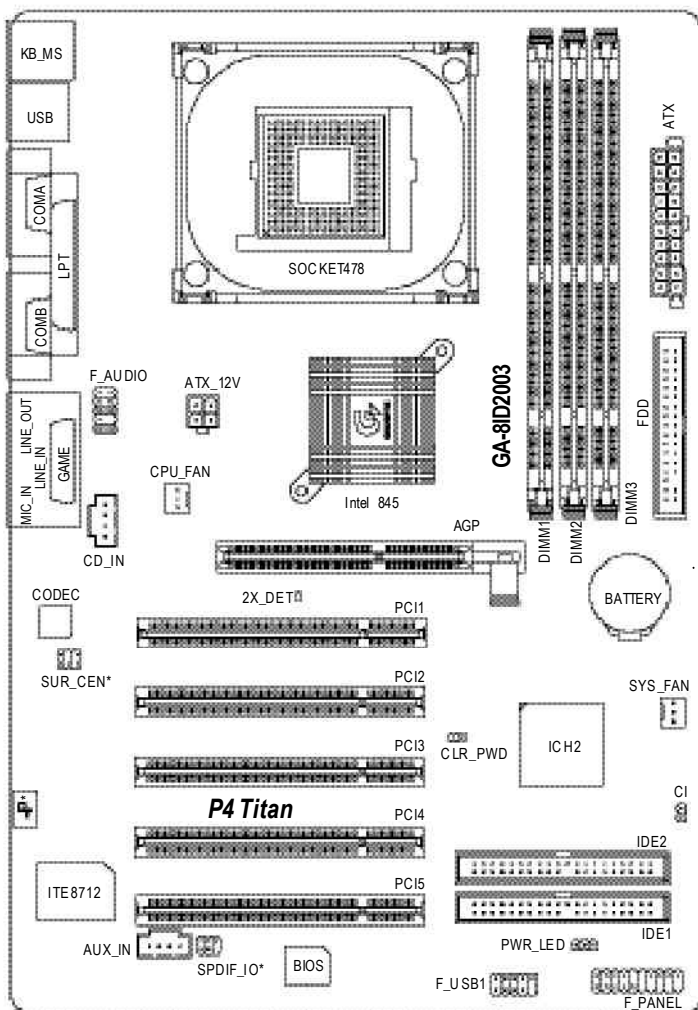 KB_MS
USB
COMA
LPT
COMB
SOCKET478
ATX
GA-8ID2003
FDD
F_AUDIO
ATX_12V
LINE_OUT
LINE_IN
MIC_IN
GAME
CPU_FAN
Intel 845
CD_IN
AGP
DIMM1
DIMM2
DIMM3
BATTERY
CODEC
2X_DET
PCI1
SUR_CEN*
PCI2
SYS_FAN
PCI3
CLR_PWD
ICH2
P4 Titan
PCI4
CI
IDE2
ITE8712
PCI5
IDE1
AUX_IN
SPDIF_IO*
BIOS
PWR_LED
F_USB1
F_PANEL